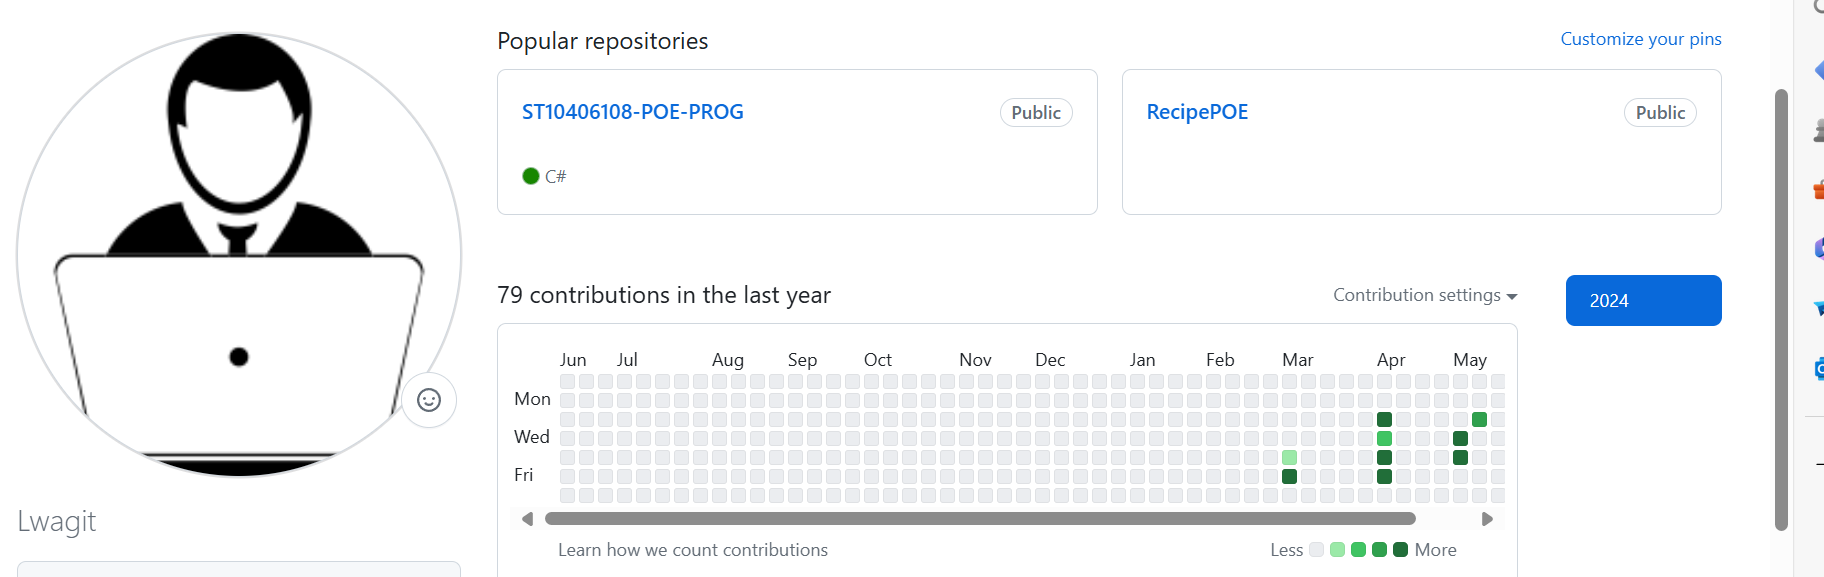 Popular repositories
Customize your pins
ST10406108-POE-PROG
Public
RecipePOE
Public
C#
79 contributions in the last year
Contribution settings
2024
Jun Jul Aug Sep Oct Nov Dec Jan Feb Mar Apr May
Mon
Wed
Fri
Lwagit
Learn how we count contributions
Less
More